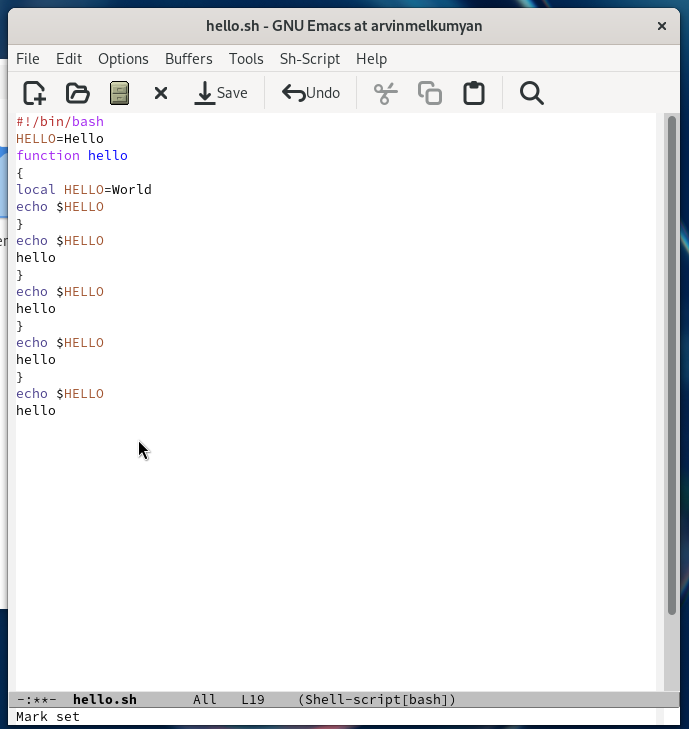 hello.sh - GNU Emacs at arvinmelkumyan
File Edit Options Buffers Tools Sh-Script Help
Save Undo
#!/bin/bash
HELLO=Hello
function hello
{
local HELLO=World
echo $HELLO
}
echo $HELLO
hello
}
echo $HELLO
hello
}
echo $HELLO
hello
}
echo $HELLO
hello
-:**- hello.sh All L19 (Shell-script[bash])
Mark set